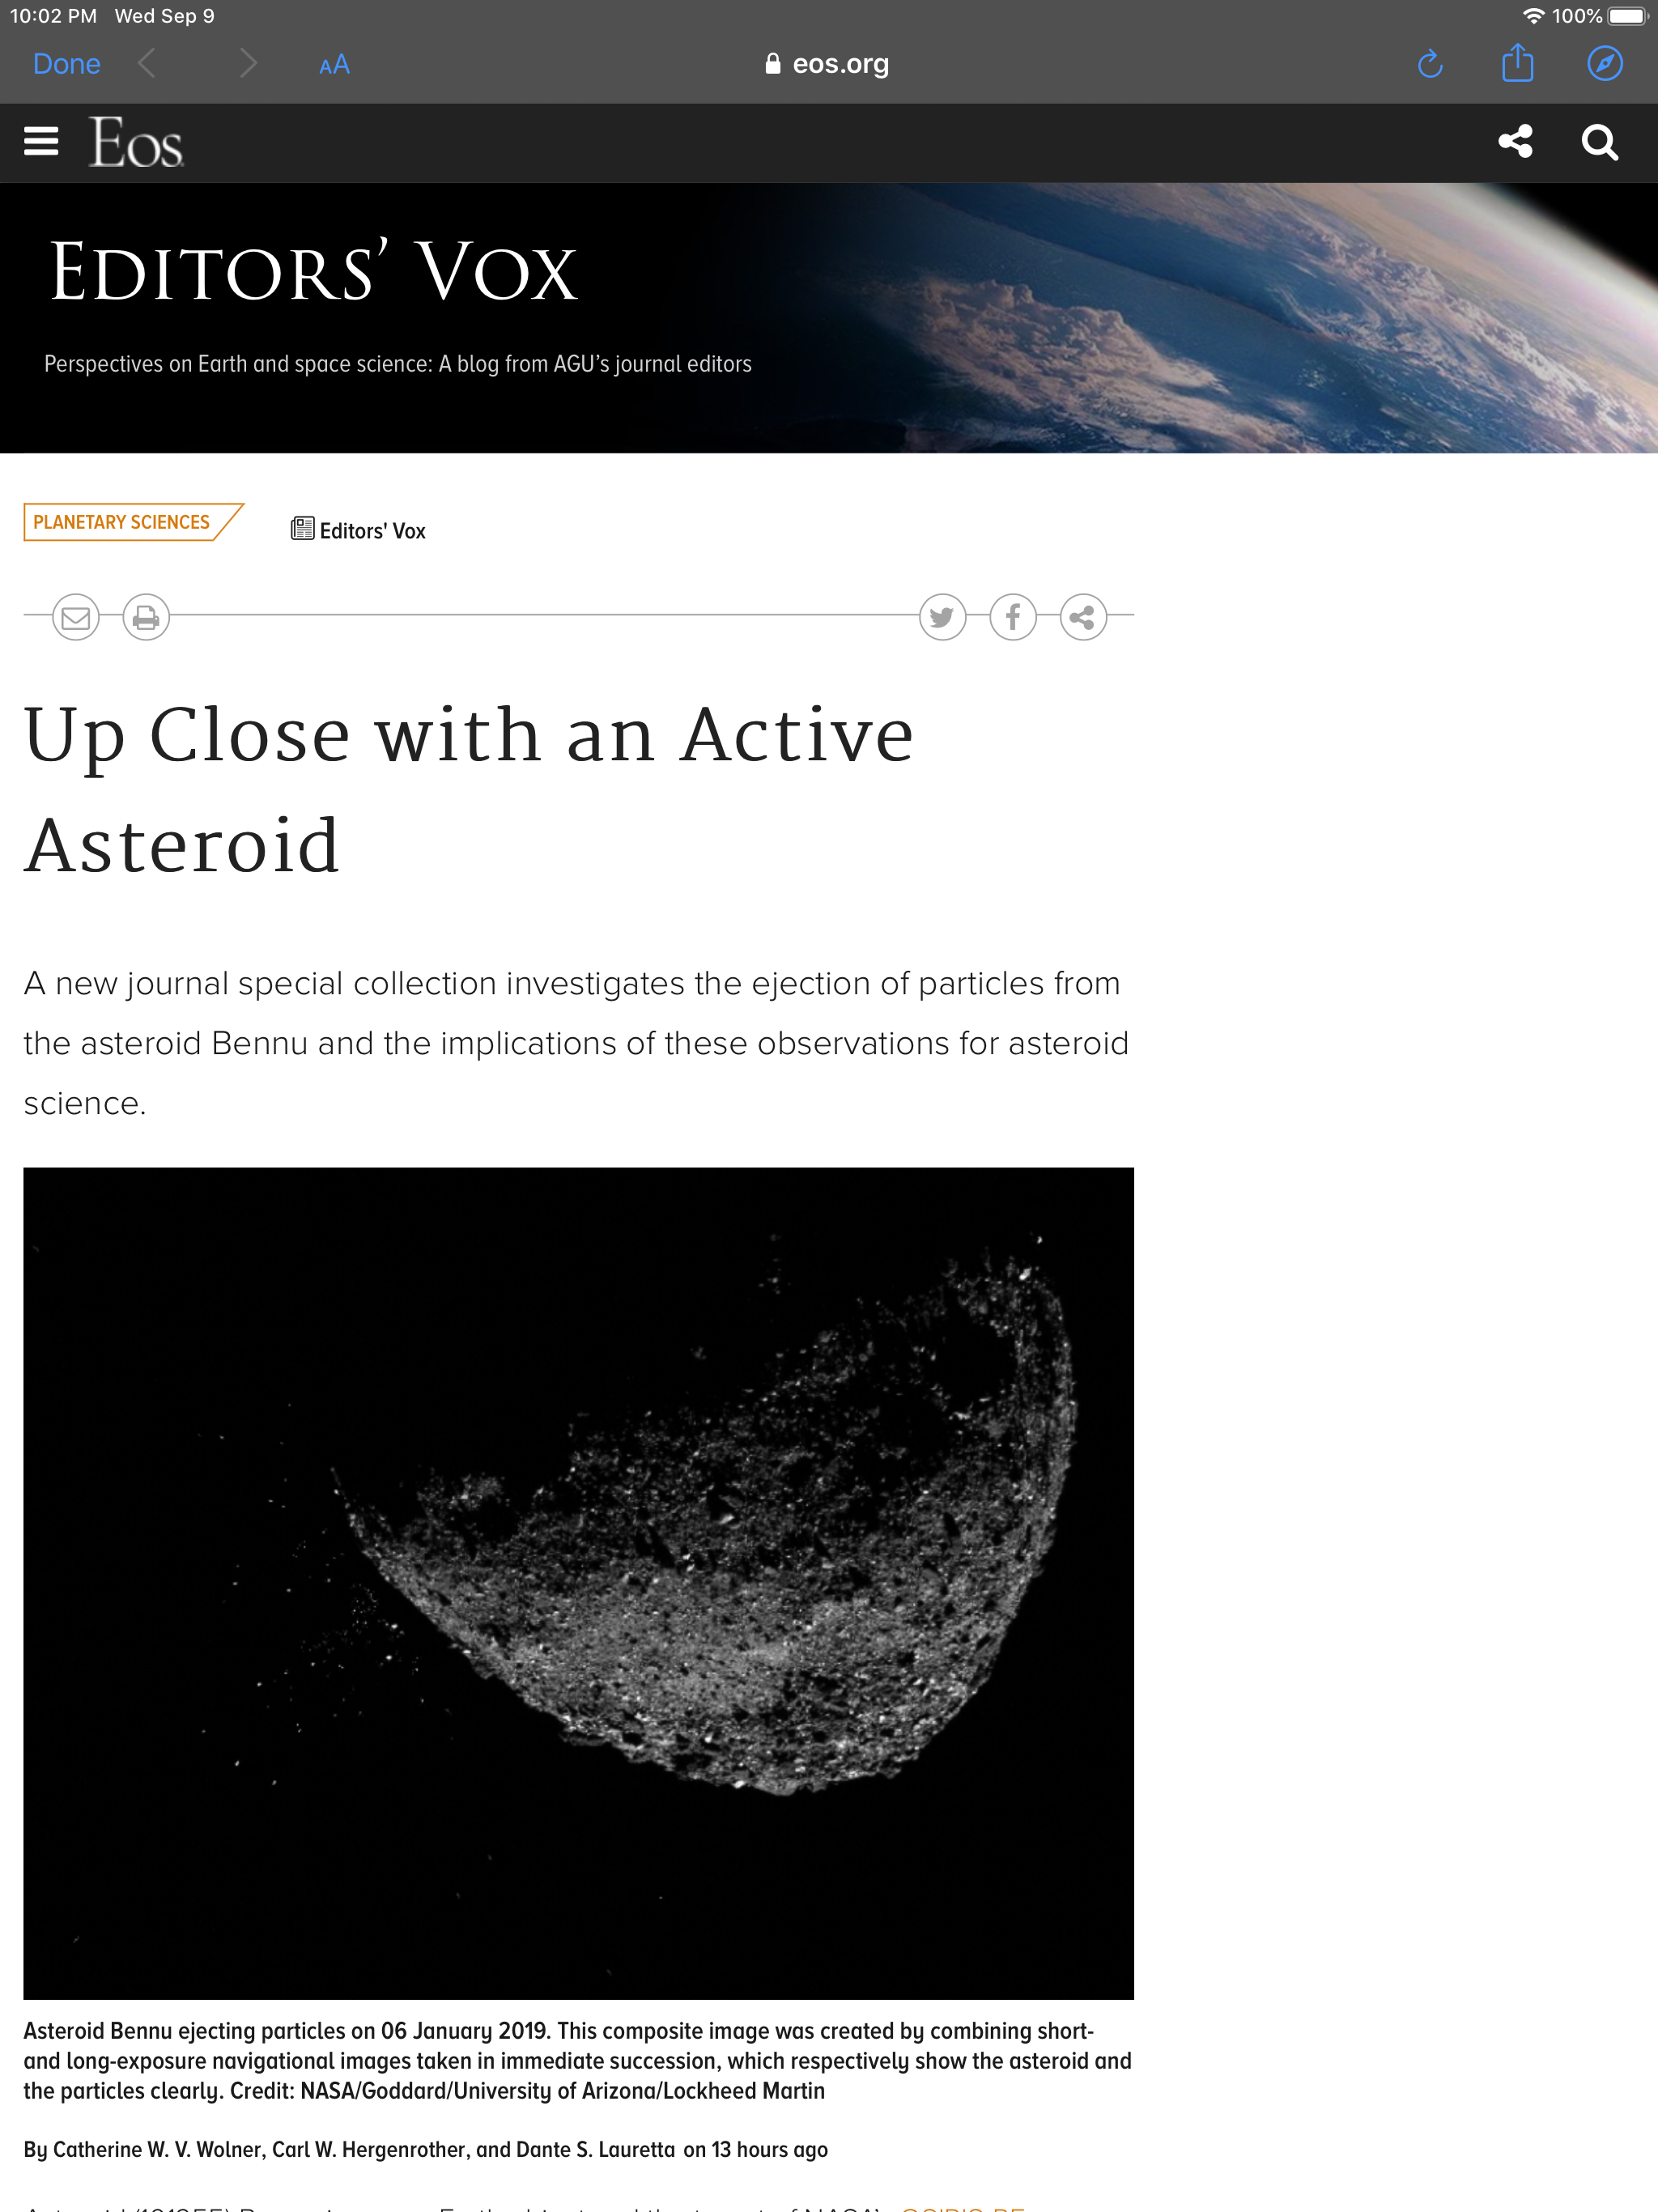 10:02 PM Wed Sep 9
100%
Done
AA
eos.org
Eos
EDITORS’ VOX
Perspectives on Earth and space science: A blog from AGU’s journal editors
PLANETARY SCIENCES
Editors' Vox
Up Close with an Active
Asteroid
A new journal special collection investigates the ejection of particles from
the asteroid Bennu and the implications of these observations for asteroid
science.
Asteroid Bennu ejecting particles on 06 January 2019. This composite image was created by combining short-
and long-exposure navigational images taken in immediate succession, which respectively show the asteroid and
the particles clearly. Credit: NASA/Goddard/University of Arizona/Lockheed Martin
By Catherine W. V. Wolner, Carl W. Hergenrother, and Dante S. Lauretta on 13 hours ago